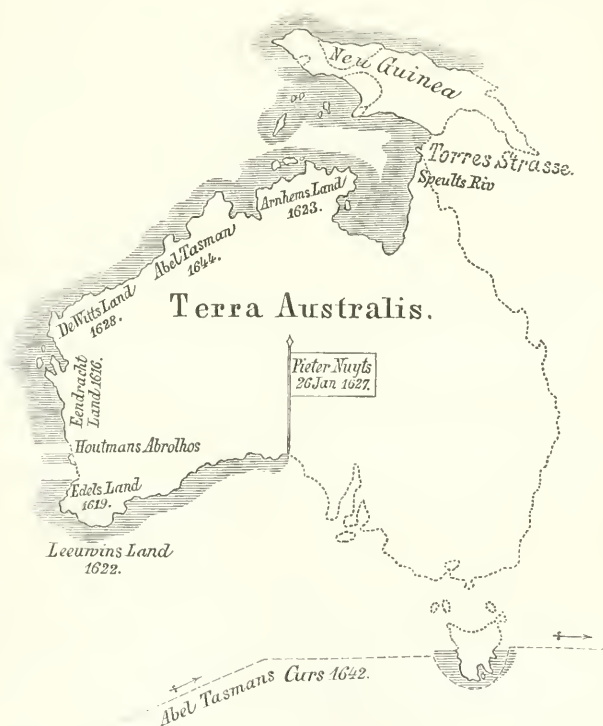 New Guinea
Torres Strasse.
Speults Riv
Arnhems Land
1623.
Abel Tasman
1644.
De Witts Land
1628.
Terra Australis.
Pieter Nuyts
26 Jan 1627.
Eendracht
Land 1616.
Houtmans Abrolhos
Edels Land
1619.
Leeuwins Land
1622.
Abel Tasmans Curs 1642.